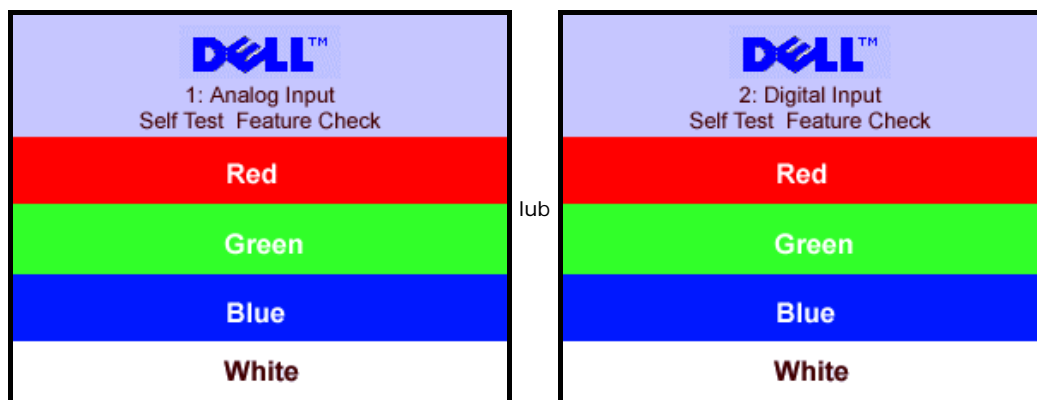 DELL™
1: Analog Input
Self Test Feature Check
Red
Green
Blue
White
lub
DELL™
2: Digital Input
Self Test Feature Check
Red
Green
Blue
White